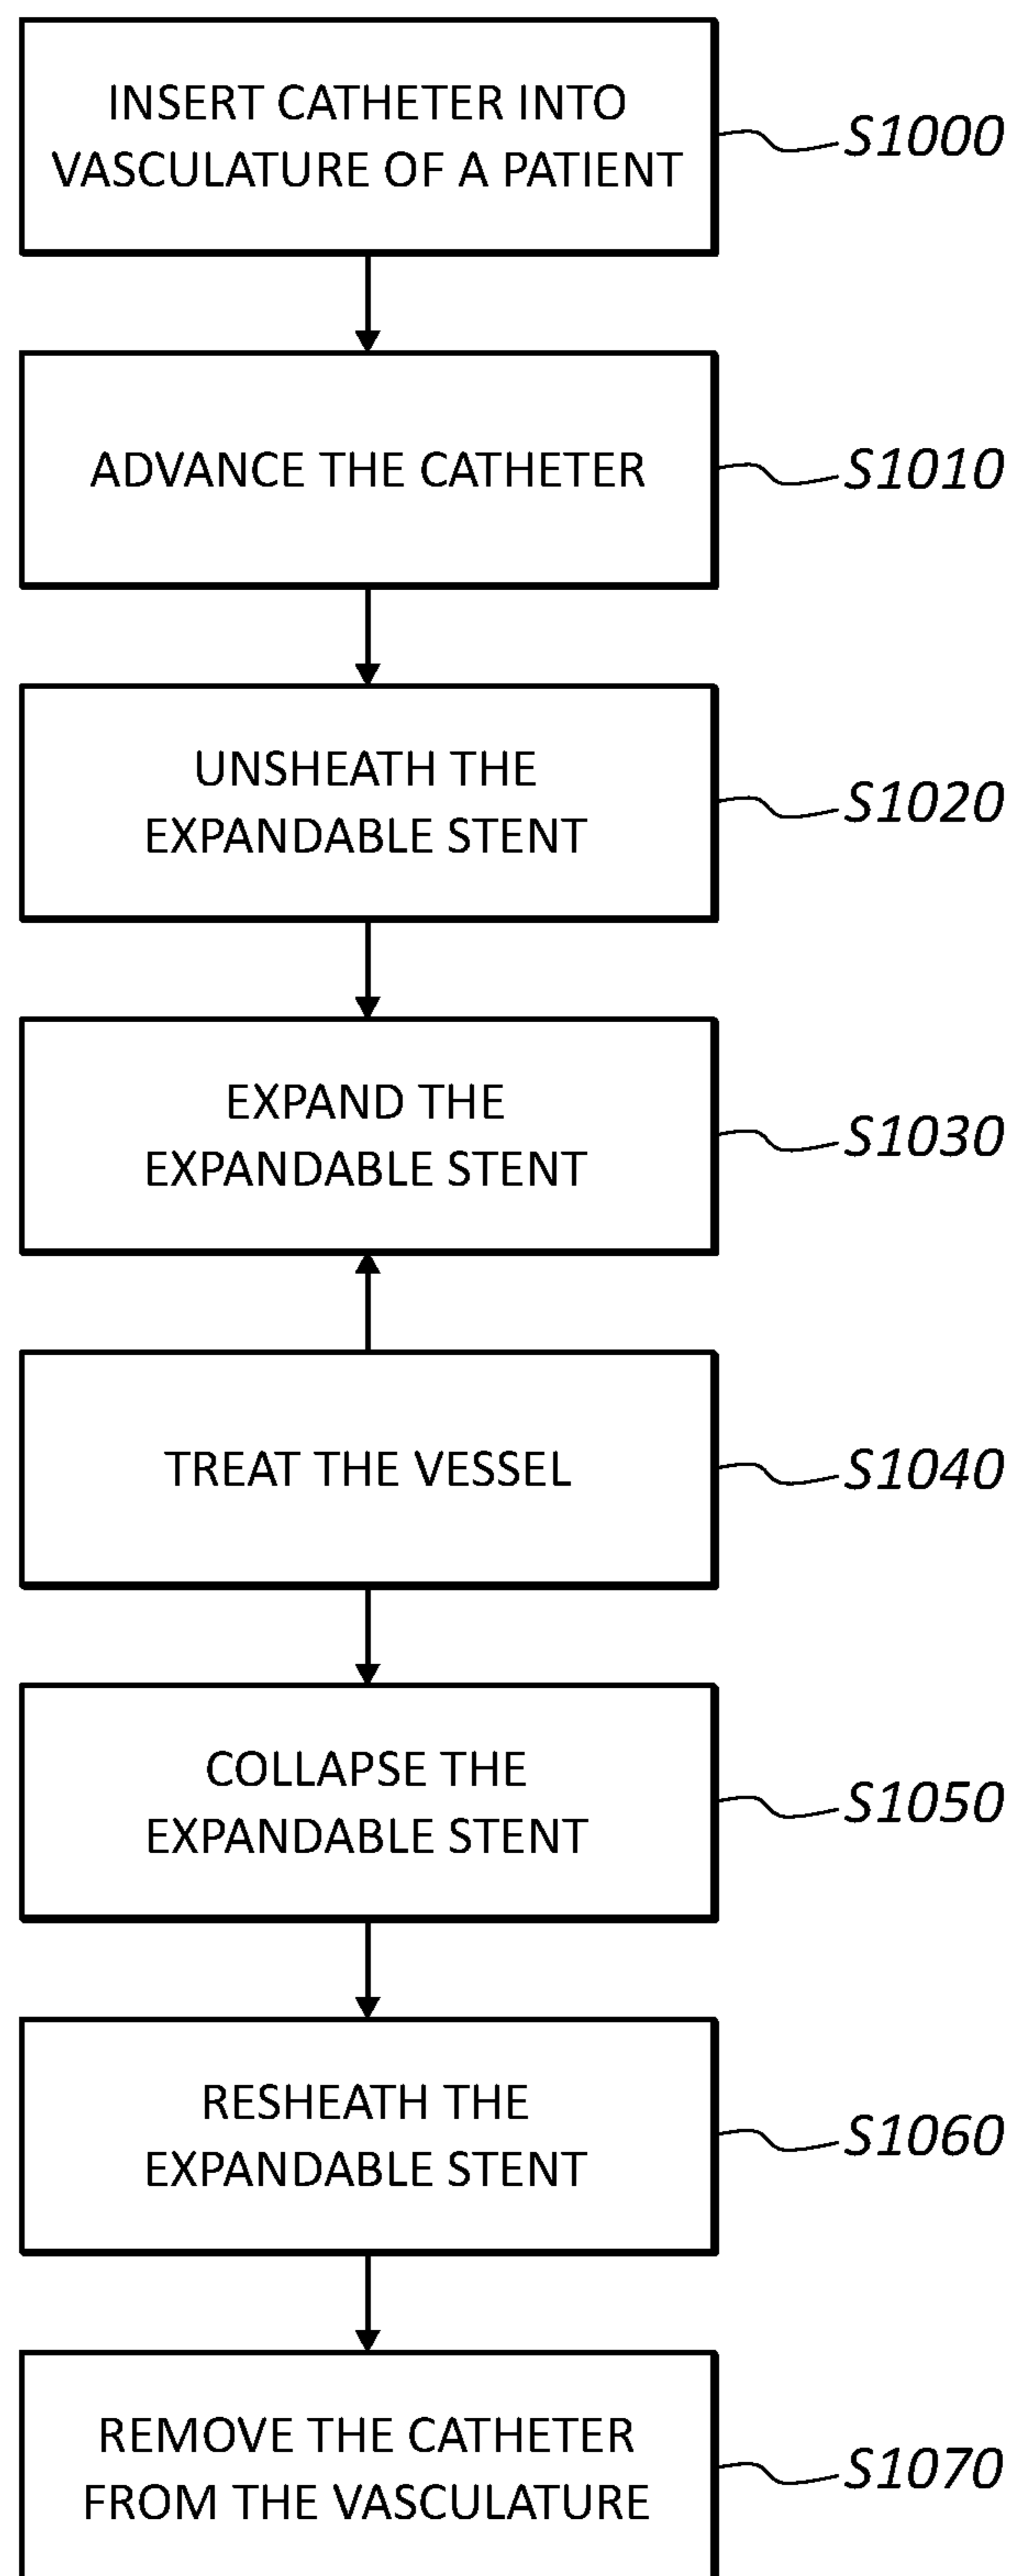 INSERT CATHETER INTO
VASCULATURE OF A PATIENT
S1000
ADVANCE THE CATHETER
S1010
UNSHEATH THE
EXPANDABLE STENT
S1020
EXPAND THE
EXPANDABLE STENT
S1030
TREAT THE VESSEL
S1040
COLLAPSE THE
EXPANDABLE STENT
S1050
RESHEATH THE
EXPANDABLE STENT
S1060
REMOVE THE CATHETER
FROM THE VASCULATURE
S1070